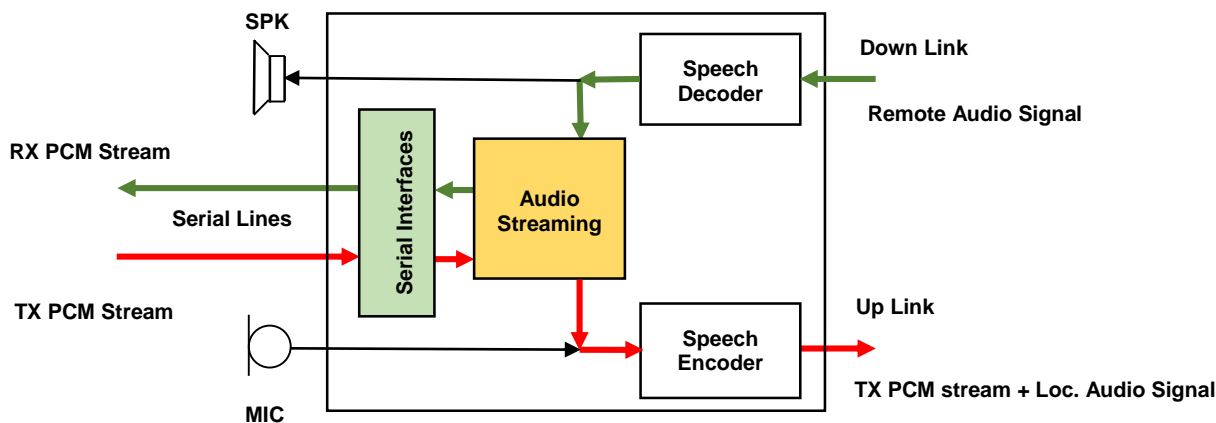 SPK
Speech
Decoder
Down Link
Remote Audio Signal
RX PCM Stream
Serial Lines
Serial Interfaces
Audio
Streaming
TX PCM Stream
Up Link
Speech
Encoder
TX PCM stream + Loc. Audio Signal
MIC